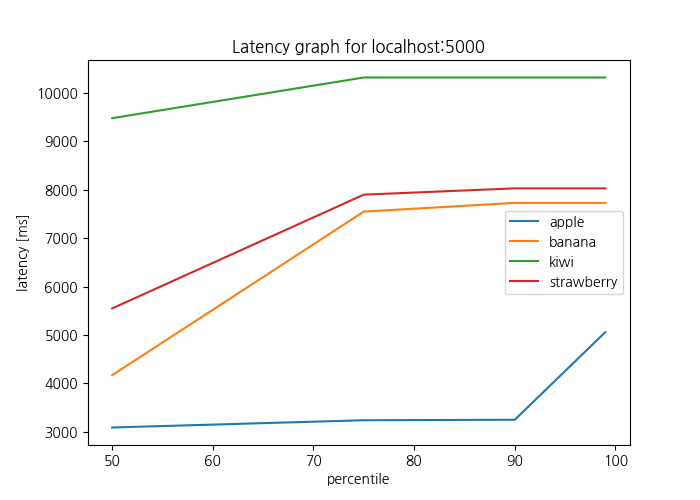 Latency graph for localhost:5000
latency [ms]
10000
9000
8000
7000
6000
5000
4000
3000
apple
banana
kiwi
strawberry
50 60 70 80 90 100
percentile